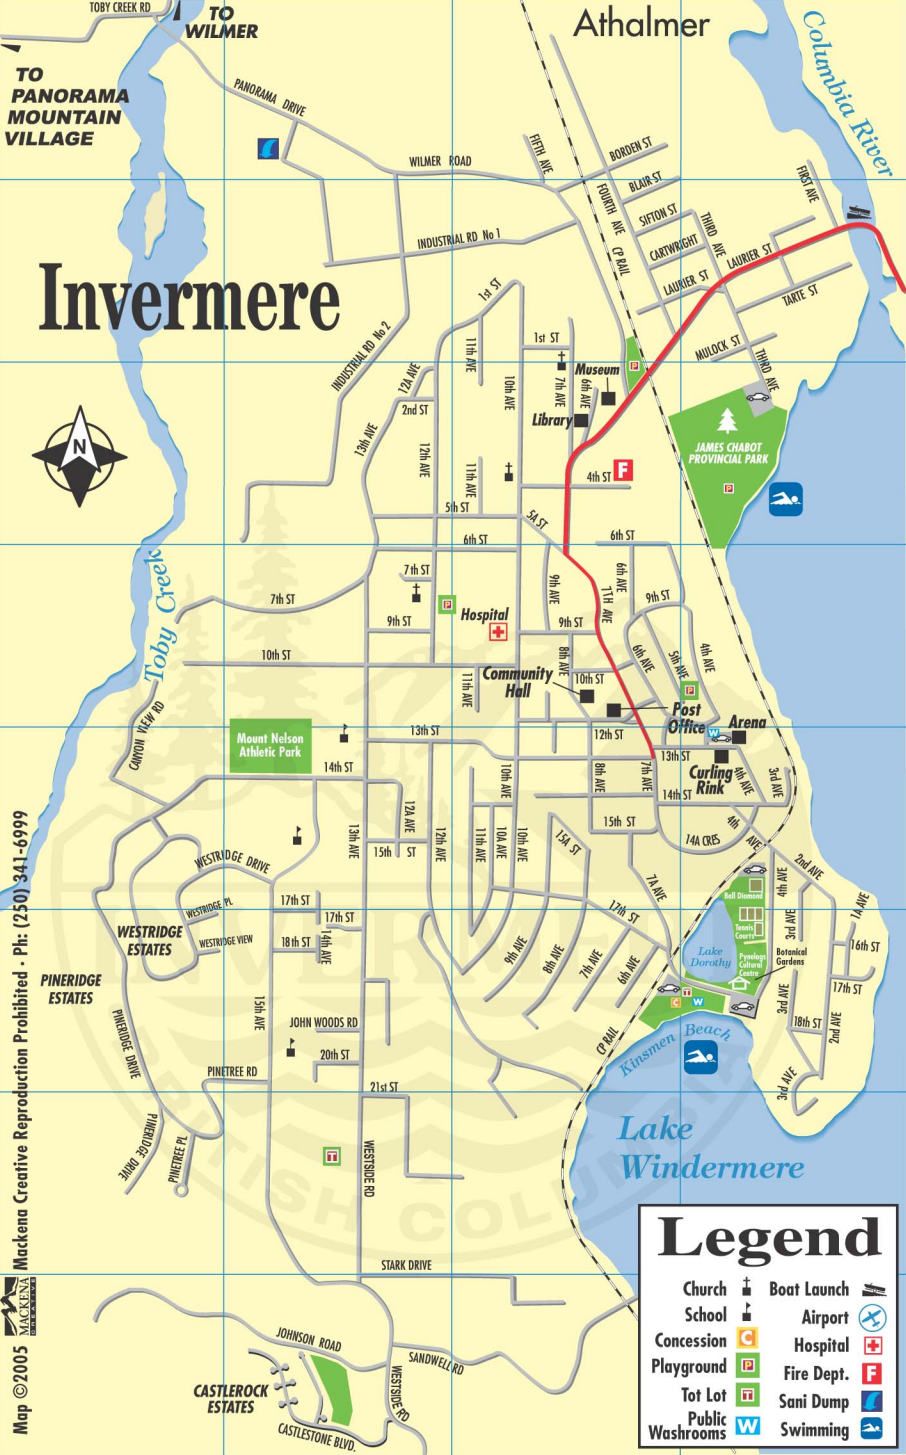 TOBY CREEK RD
TO
WILMER
Athalmer
Columbia River
TO
PANORAMA
MOUNTAIN
VILLAGE
PANORAMA DRIVE
WILMER ROAD
FIFTH AVE
BORDEN ST
BLAIR ST
FOURTH AVE
SIFTON ST
THIRD AVE
FIRST AVE
CARTWRIGHT
CP RAIL
LAURIER ST
LAURIER ST
TARTE ST
INDUSTRIAL RD No 1
Invermere
1st ST
INDUSTRIAL RD No 2
11th AVE
1st ST
MULOCK ST
THIRD AVE
12A AVE
10th AVE
7th AVE
6th AVE
Museum
P
2nd ST
Library
N
13th AVE
12th AVE
11th AVE
JAMES CHABOT
PROVINCIAL PARK
P
4th ST
F
5th ST
5A ST
6th ST
6th ST
Toby Creek
7th ST
7th ST
9th AVE
7TH AVE
6th AVE
9th ST
P
Hospital
9th ST
9th ST
10th ST
8th AVE
6th AVE
5th AVE
4th AVE
Community
Hall
10th ST
11th AVE
P
Post
Office
CANYON VIEW RD
Mount Nelson
Athletic Park
13th ST
12th ST
W
Arena
13th ST
Curling
Rink
14th ST
10th AVE
8th AVE
7th AVE
4th AVE
3rd AVE
14th ST
12A AVE
13th AVE
15th ST
12th AVE
11th AVE
10A AVE
10th AVE
15A ST
15th ST
14A CRES
4th AVE
2nd AVE
WESTRIDGE DRIVE
7A AVE
4th AVE
Ball Diamond
WESTRIDGE PL
17th ST
17th ST
17th ST
3rd AVE
1A AVE
Tennis
Courts
WESTRIDGE
ESTATES
WESTRIDGE VIEW
18th ST
14th AVE
9th AVE
8th AVE
7th AVE
6th AVE
Lake
Dorothy
Pynelogs
Cultural
Centre
Botanical
Gardens
16th ST
PINERIDGE
ESTATES
17th ST
T
C
W
3rd AVE
15th AVE
JOHN WOODS RD
CP RAIL
Kinsmen Beach
18th ST
2nd AVE
PINERIDGE DRIVE
20th ST
PINETREE RD
21st ST
3rd AVE
PINERIDGE DRIVE
PINETREE PL
T
WESTSIDE RD
Lake
Windermere
BRITISH COLUMBIA
INVERMERE
STARK DRIVE
JOHNSON ROAD
SANDWELL RD
WESTSIDE RD
CASTLEROCK
ESTATES
CASTLESTONE BLVD.
Legend
Church
School
Concession C
Playground P
Tot Lot T
Public
Washrooms W
Boat Launch
Airport
Hospital
Fire Dept. F
Sani Dump
Swimming
Map ©2005 MACKENA CREATIVE Mackena Creative Reproduction Prohibited · Ph: (250) 341-6999